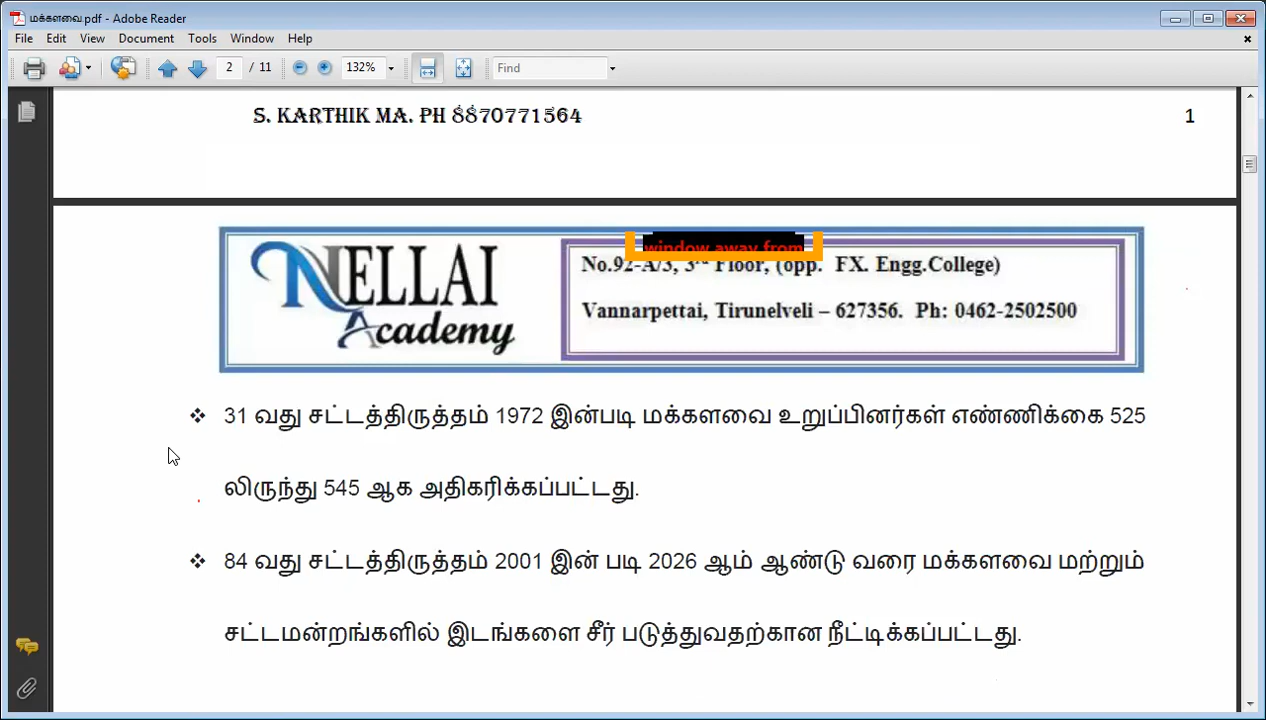 மக்களவை.pdf - Adobe Reader
File Edit View Document Tools Window Help
2 / 11 132% Find
S. KARTHIK MA. PH 8870771564 1
NELLAI
Academy
window away from
No.92-A/3, 3rd Floor, (opp. FX. Engg.College)
Vannarpettai, Tirunelveli – 627356. Ph: 0462-2502500
❖ 31 வது சட்டத்திருத்தம் 1972 இன்படி மக்களவை உறுப்பினர்கள் எண்ணிக்கை 525
லிருந்து 545 ஆக அதிகரிக்கப்பட்டது.
❖ 84 வது சட்டத்திருத்தம் 2001 இன் படி 2026 ஆம் ஆண்டு வரை மக்களவை மற்றும்
சட்டமன்றங்களில் இடங்களை சீர் படுத்துவதற்கான நீட்டிக்கப்பட்டது.